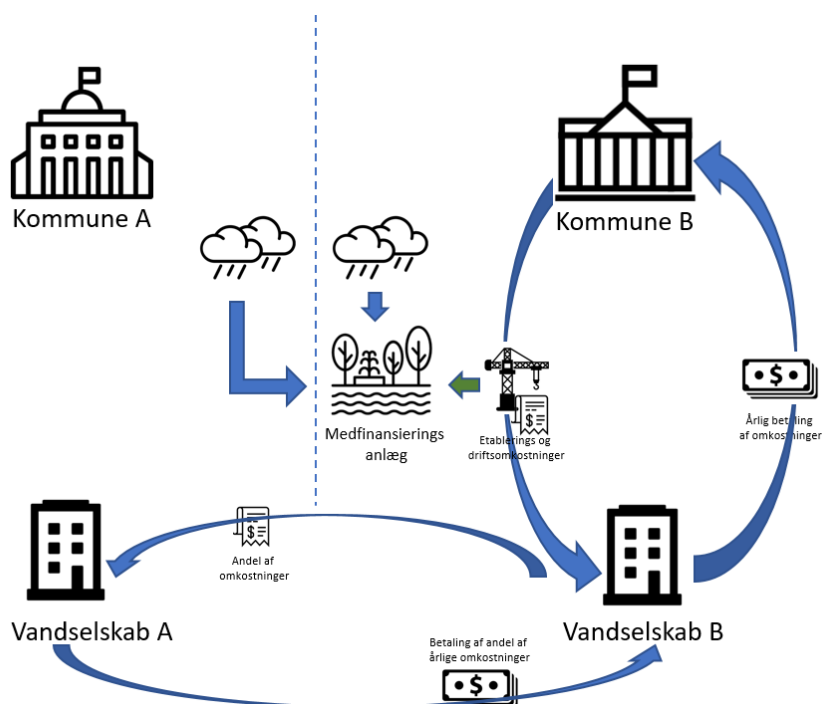 Kommune A
Kommune B
Medfinansierings
anlæg
Etablerings og
driftsomkostninger
Årlig betaling
af omkostninger
Andel af
omkostninger
Vandselskab A
Vandselskab B
Betaling af andel af
årlige omkostninger